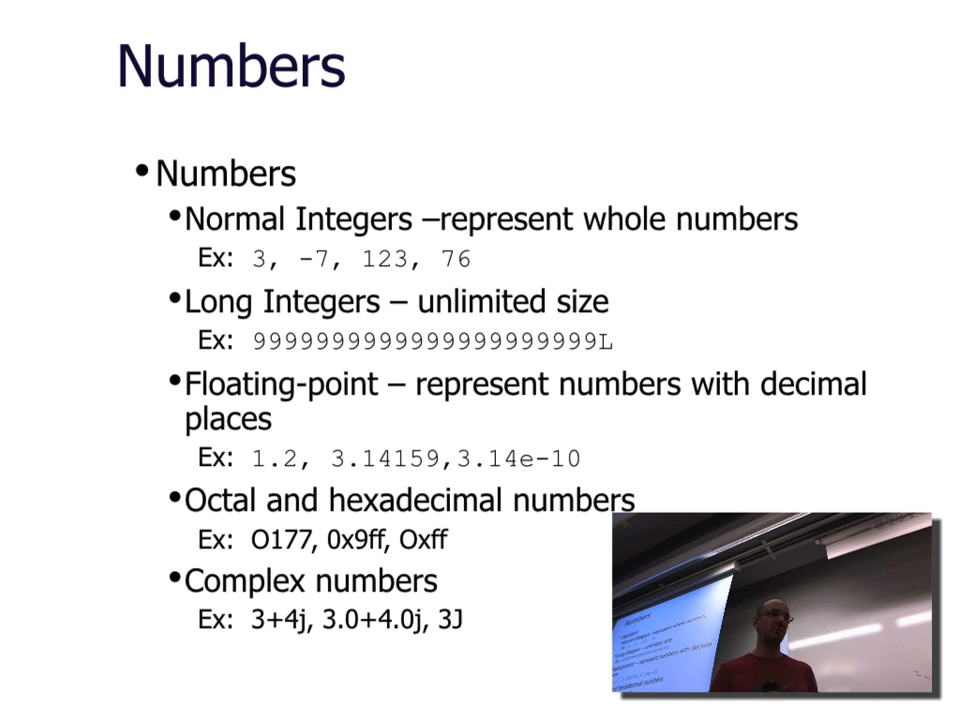 Numbers
•Numbers
•Normal Integers –represent whole numbers
Ex: 3, -7, 123, 76
•Long Integers – unlimited size
Ex: 9999999999999999999999L
•Floating-point – represent numbers with decimal
places
Ex: 1.2, 3.14159,3.14e-10
•Octal and hexadecimal numbers
Ex: O177, 0x9ff, Oxff
•Complex numbers
Ex: 3+4j, 3.0+4.0j, 3J
Numbers